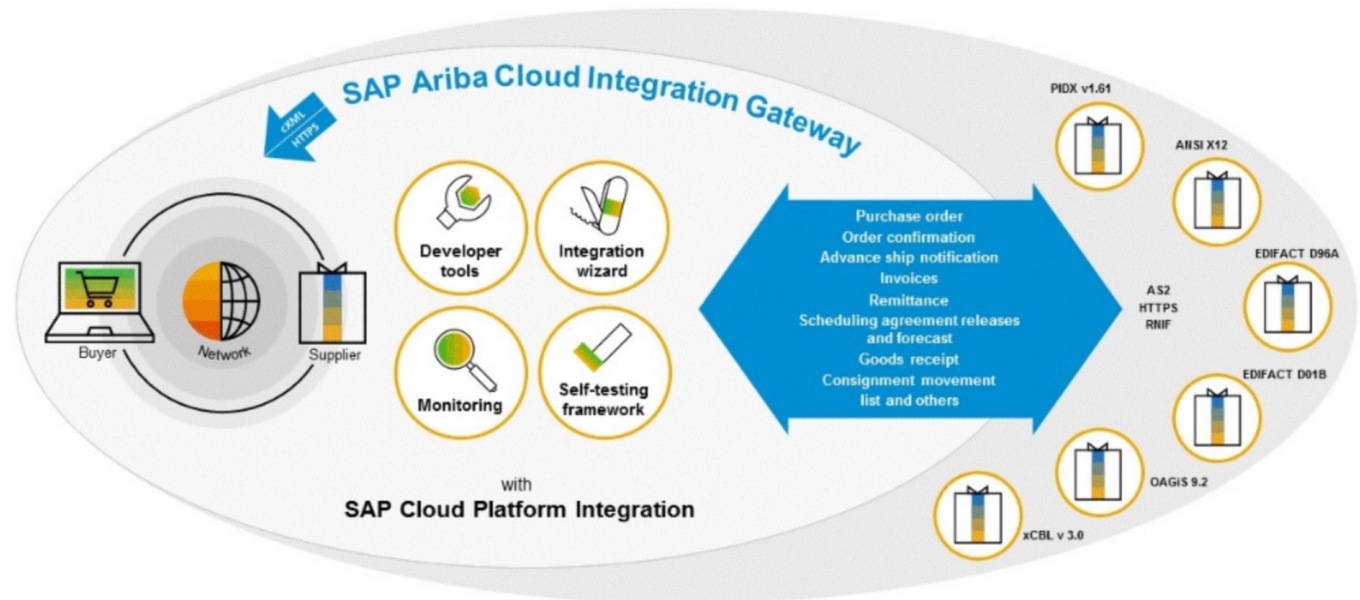 SAP Ariba Cloud Integration Gateway
cXML
HTTPS
Buyer
Network
Supplier
Developer
tools
Integration
wizard
Monitoring
Self-testing
framework
with
SAP Cloud Platform Integration
Purchase order
Order confirmation
Advance ship notification
Invoices
Remittance
Scheduling agreement releases
and forecast
Goods receipt
Consignment movement
list and others
AS2
HTTPS
RNIF
PIDX v1.61
ANSI X12
EDIFACT D96A
EDIFACT D01B
OAGiS 9.2
xCBL v 3.0